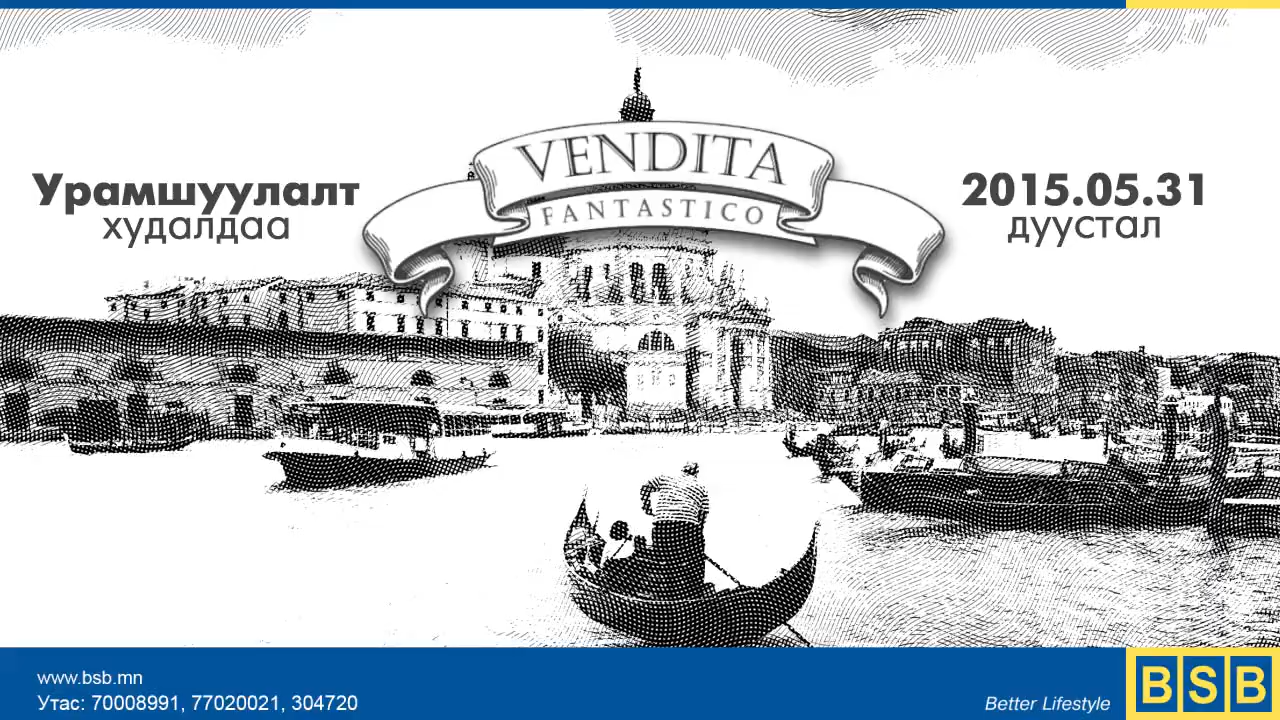 VENDITA
FANTASTICO
Урамшуулалт
худалдаа
2015.05.31
дуустал
www.bsb.mn
Утас: 70008991, 77020021, 304720
Better Lifestyle
BSB